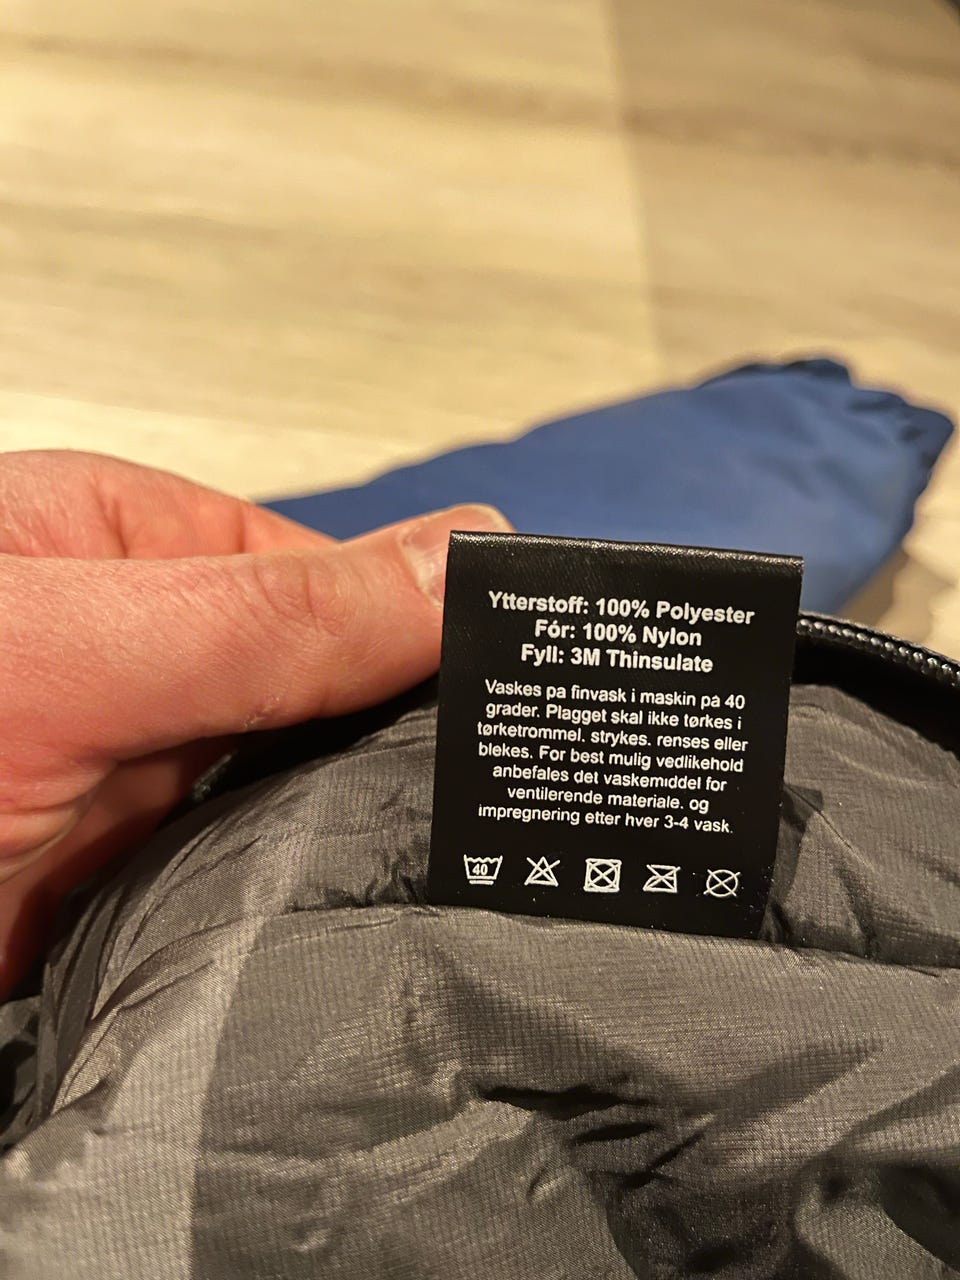 Ytterstoff: 100% Polyester
Fór: 100% Nylon
Fyll: 3M Thinsulate
Vaskes pa finvask i maskin pa 40
grader. Plagget skal ikke tørkes i
tørketrommel. strykes. renses eller
blekes. For best mulig vedlikehold
anbefales det vaskemiddel for
ventilerende materiale. og
impregnering etter hver 3-4 vask.
40